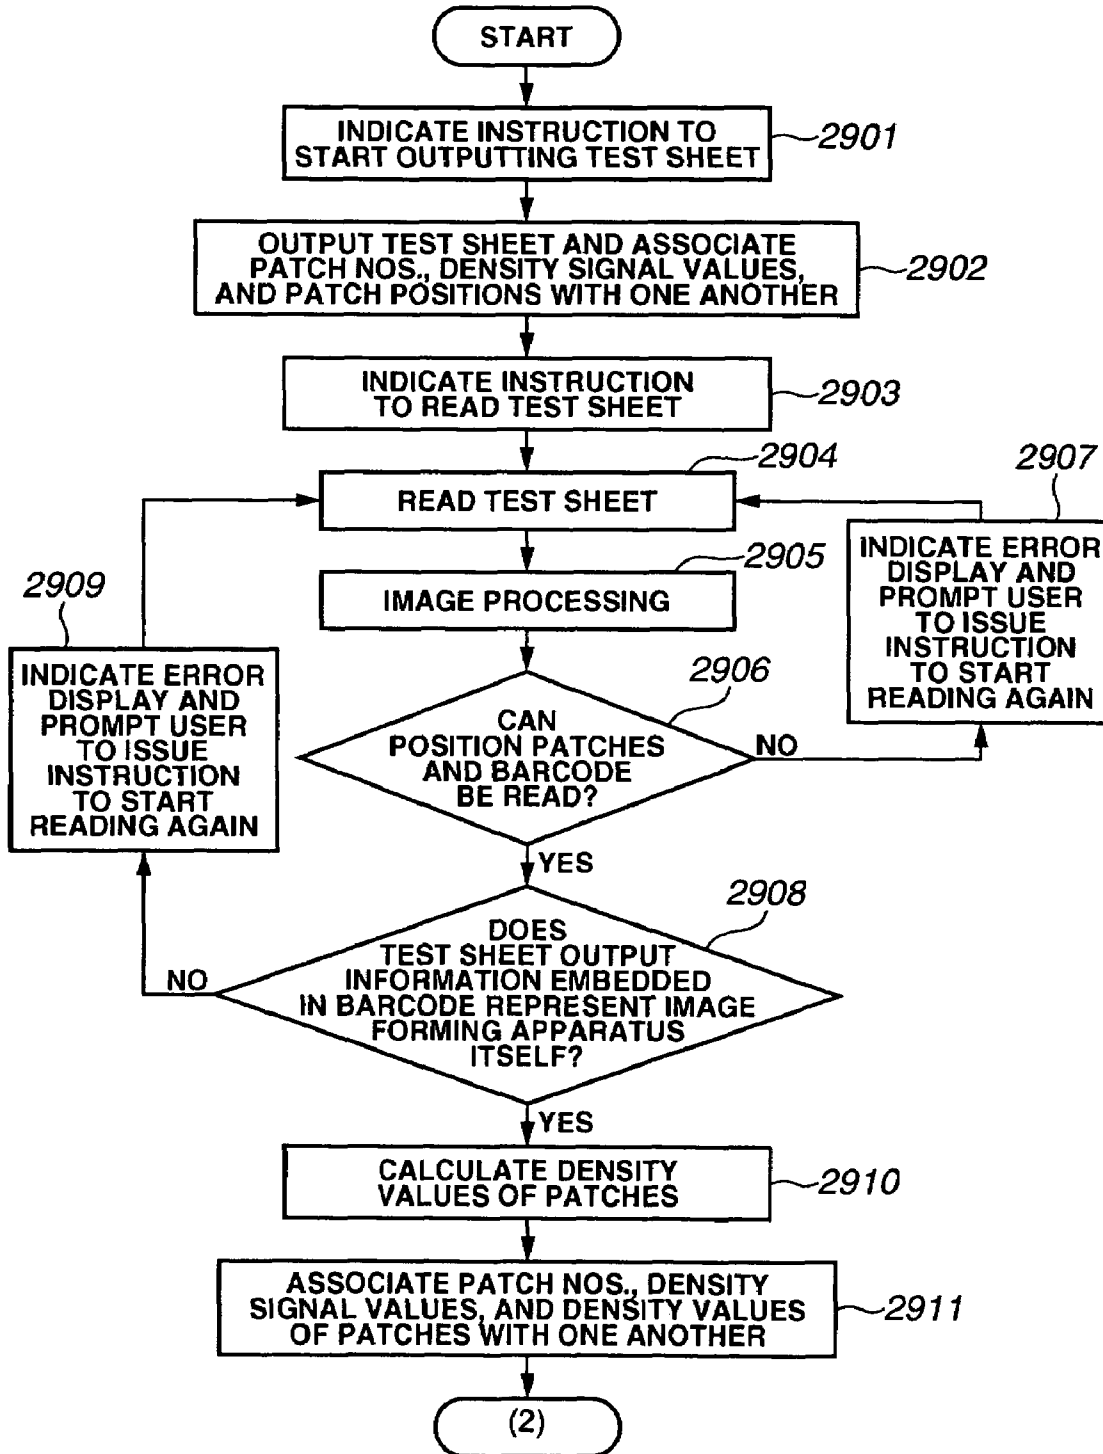 START
INDICATE INSTRUCTION TO
START OUTPUTTING TEST SHEET
2901
OUTPUT TEST SHEET AND ASSOCIATE
PATCH NOS., DENSITY SIGNAL VALUES,
AND PATCH POSITIONS WITH ONE ANOTHER
2902
INDICATE INSTRUCTION
TO READ TEST SHEET
2903
2904
READ TEST SHEET
2907
INDICATE ERROR
DISPLAY AND
PROMPT USER
TO ISSUE
INSTRUCTION
TO START
READING AGAIN
2905
IMAGE PROCESSING
2909
INDICATE ERROR
DISPLAY AND
PROMPT USER
TO ISSUE
INSTRUCTION
TO START
READING AGAIN
2906
CAN
POSITION PATCHES
AND BARCODE
BE READ?
NO
YES
2908
DOES
TEST SHEET OUTPUT
INFORMATION EMBEDDED
IN BARCODE REPRESENT IMAGE
FORMING APPARATUS
ITSELF?
NO
YES
CALCULATE DENSITY
VALUES OF PATCHES
2910
ASSOCIATE PATCH NOS., DENSITY
SIGNAL VALUES, AND DENSITY VALUES
OF PATCHES WITH ONE ANOTHER
2911
(2)